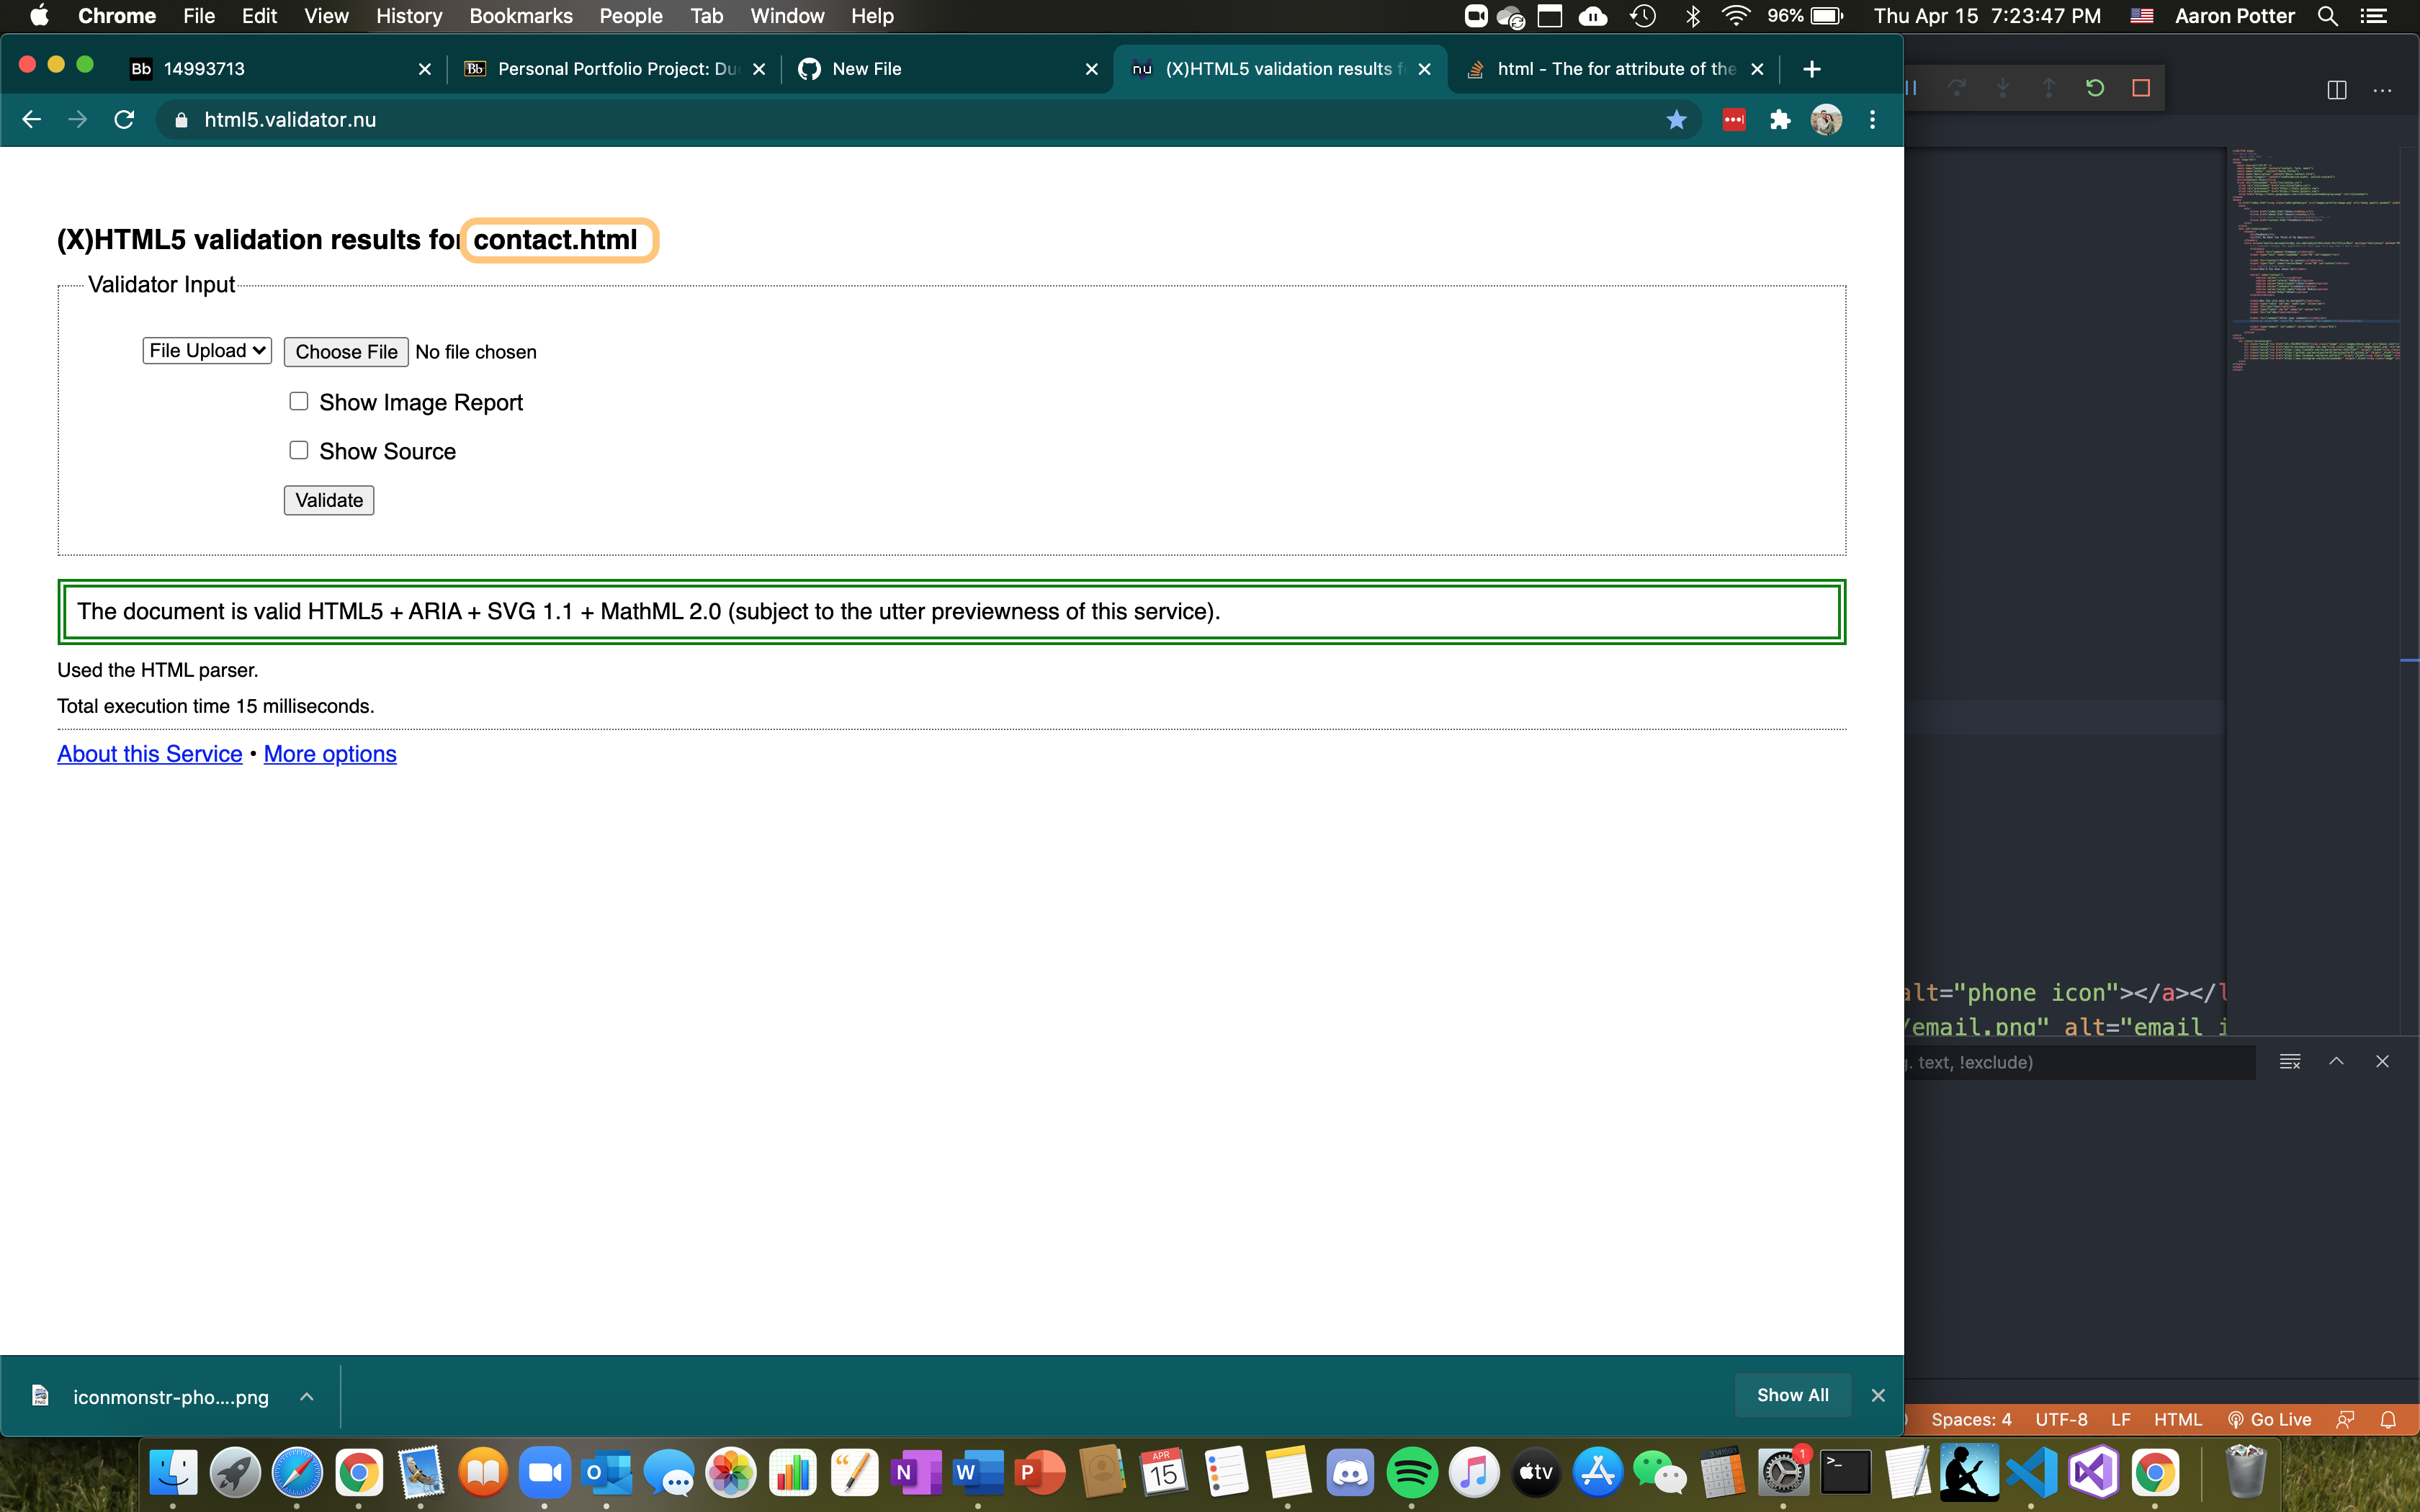 Chrome File Edit View History Bookmarks People Tab Window Help 96% Thu Apr 15 7:23:47 PM Aaron Potter
Bb 14993713
Bb Personal Portfolio Project: Du
New File
nu (X)HTML5 validation results f
html - The for attribute of the
html5.validator.nu
(X)HTML5 validation results for contact.html
Validator Input
File Upload Choose File No file chosen
Show Image Report
Show Source
Validate
The document is valid HTML5 + ARIA + SVG 1.1 + MathML 2.0 (subject to the utter previewness of this service).
Used the HTML parser.
Total execution time 15 milliseconds.
About this Service • More options
alt="phone icon"></a></l
/email.png" alt="email i
. text, !exclude)
iconmonstr-pho....png
Show All
Spaces: 4 UTF-8 LF HTML Go Live
APR
15
tv
1